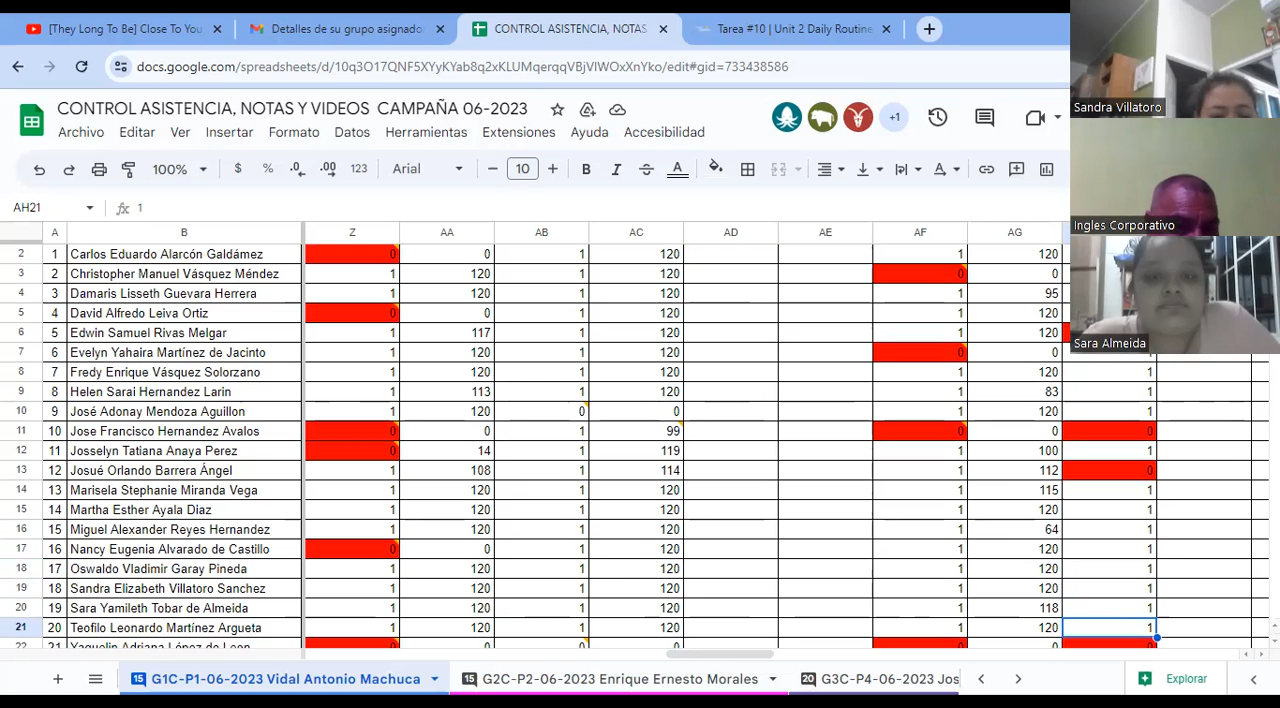 [They Long To Be] Close To You
Detalles de su grupo asignado
CONTROL ASISTENCIA, NOTAS
Tarea #10 | Unit 2 Daily Routine
docs.google.com/spreadsheets/d/10q3O17QNF5XYyKYab8q2xKLUMqerqqVBjVlWOxXnYko/edit#gid=733438586
CONTROL ASISTENCIA, NOTAS Y VIDEOS CAMPAÑA 06-2023
Archivo Editar Ver Insertar Formato Datos Herramientas Extensiones Ayuda Accesibilidad
+1
100% $ % .0 .00 123 Arial 10 B I A
AH21 fx 1
A B Z AA AB AC AD AE AF AG
2 1 Carlos Eduardo Alarcón Galdámez 0 0 1 120 1 120
3 2 Christopher Manuel Vásquez Méndez 1 120 1 120 0 0
4 3 Damaris Lisseth Guevara Herrera 1 120 1 120 1 95
5 4 David Alfredo Leiva Ortiz 0 0 1 120 1 120
6 5 Edwin Samuel Rivas Melgar 1 117 1 120 1 120
7 6 Evelyn Yahaira Martínez de Jacinto 1 120 1 120 0 0
8 7 Fredy Enrique Vásquez Solorzano 1 120 1 120 1 120 1
9 8 Helen Sarai Hernandez Larin 1 113 1 120 1 83 1
10 9 José Adonay Mendoza Aguillon 1 120 0 0 1 120 1
11 10 Jose Francisco Hernandez Avalos 0 0 1 99 0 0 0
12 11 Josselyn Tatiana Anaya Perez 0 14 1 119 1 100 1
13 12 Josué Orlando Barrera Ángel 1 108 1 114 1 112 0
14 13 Marisela Stephanie Miranda Vega 1 120 1 120 1 115 1
15 14 Martha Esther Ayala Diaz 1 120 1 120 1 120 1
16 15 Miguel Alexander Reyes Hernandez 1 120 1 120 1 64 1
17 16 Nancy Eugenia Alvarado de Castillo 0 0 1 120 1 120 1
18 17 Oswaldo Vladimir Garay Pineda 1 120 1 120 1 120 1
19 18 Sandra Elizabeth Villatoro Sanchez 1 120 1 120 1 120 1
20 19 Sara Yamileth Tobar de Almeida 1 120 1 120 1 118 1
21 20 Teofilo Leonardo Martínez Argueta 1 120 1 120 1 120 1
22 21 Yaquelin Adriana López de Leon
15 G1C-P1-06-2023 Vidal Antonio Machuca 15 G2C-P2-06-2023 Enrique Ernesto Morales 20 G3C-P4-06-2023 Jos Explorar
Sandra Villatoro
Ingles Corporativo
Sara Almeida